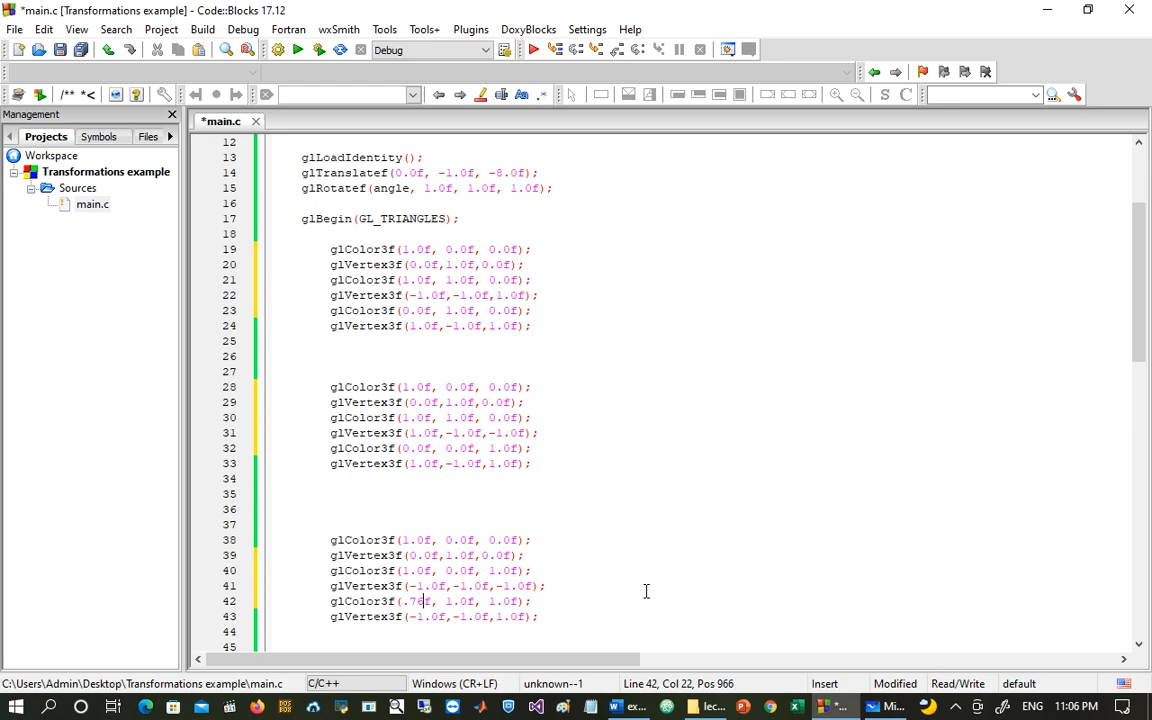 *main.c [Transformations example] - Code::Blocks 17.12
File Edit View Search Project Build Debug Fortran wxSmith Tools Tools+ Plugins DoxyBlocks Settings Help
Debug
/** *<
Management
*main.c
Projects Symbols Files
Workspace
Transformations example
Sources
main.c
12
13 glLoadIdentity();
14 glTranslatef(0.0f, -1.0f, -8.0f);
15 glRotatef(angle, 1.0f, 1.0f, 1.0f);
16
17 glBegin(GL_TRIANGLES);
18
19 glColor3f(1.0f, 0.0f, 0.0f);
20 glVertex3f(0.0f,1.0f,0.0f);
21 glColor3f(1.0f, 1.0f, 0.0f);
22 glVertex3f(-1.0f,-1.0f,1.0f);
23 glColor3f(0.0f, 1.0f, 0.0f);
24 glVertex3f(1.0f,-1.0f,1.0f);
25
26
27
28 glColor3f(1.0f, 0.0f, 0.0f);
29 glVertex3f(0.0f,1.0f,0.0f);
30 glColor3f(1.0f, 1.0f, 0.0f);
31 glVertex3f(1.0f,-1.0f,-1.0f);
32 glColor3f(0.0f, 0.0f, 1.0f);
33 glVertex3f(1.0f,-1.0f,1.0f);
34
35
36
37
38 glColor3f(1.0f, 0.0f, 0.0f);
39 glVertex3f(0.0f,1.0f,0.0f);
40 glColor3f(1.0f, 0.0f, 1.0f);
41 glVertex3f(-1.0f,-1.0f,-1.0f);
42 glColor3f(.76f, 1.0f, 1.0f);
43 glVertex3f(-1.0f,-1.0f,1.0f);
44
45
C:\Users\Admin\Desktop\Transformations example\main.c C/C++ Windows (CR+LF) unknown--1 Line 42, Col 22, Pos 966 Insert Modified Read/Write default
ex... lec... *... Mi... ENG 11:06 PM